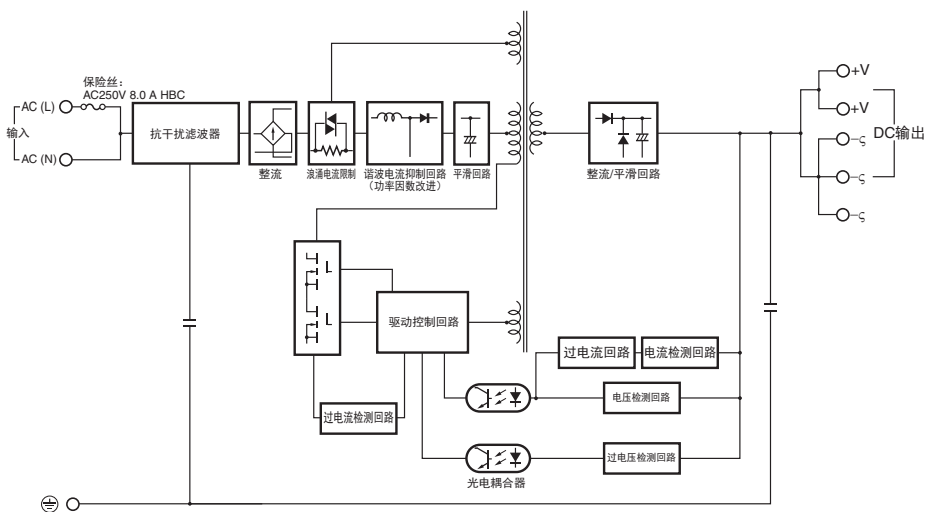 保险丝:
AC250V 8.0 A HBC
AC (L)
输入
AC (N)
抗干扰滤波器
整流
浪涌电流限制
谐波电流抑制回路
(功率因数改进)
平滑回路
整流/平滑回路
+V
+V
DC输出
-ς
-ς
-ς
驱动控制回路
过电流检测回路
过电流回路
电流检测回路
电压检测回路
过电压检测回路
光电耦合器